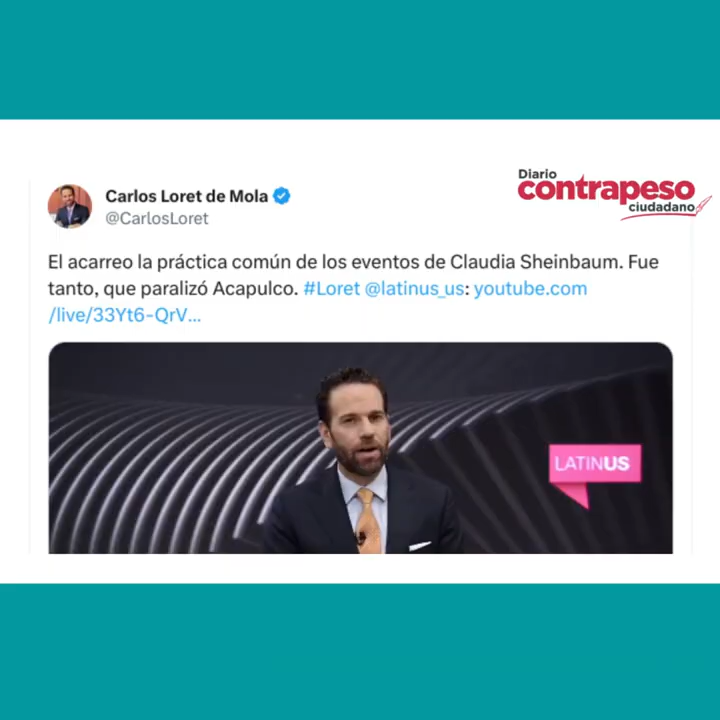 Diario
contrapeso
ciudadano
Carlos Loret de Mola
@CarlosLoret
El acarreo la práctica común de los eventos de Claudia Sheinbaum. Fue
tanto, que paralizó Acapulco. #Loret @latinus_us: youtube.com
/live/33Yt6-QrV...
LATINUS